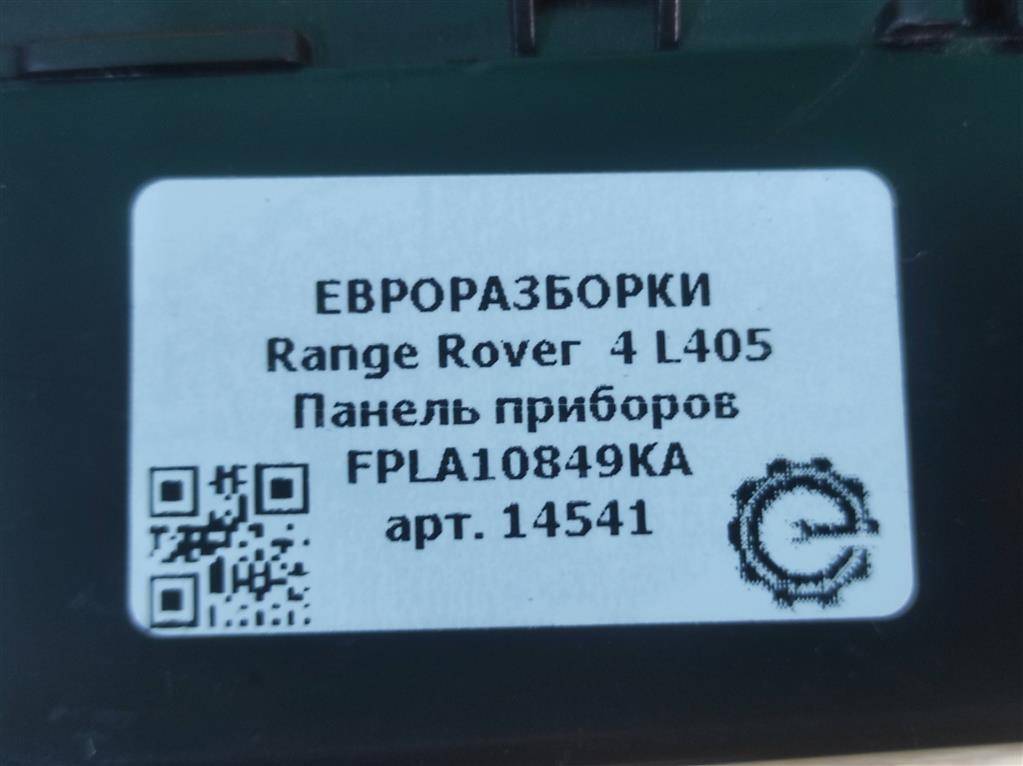 ЕВРОРАЗБОРКИ
Range Rover 4 L405
Панель приборов
FPLA10849KA
арт. 14541